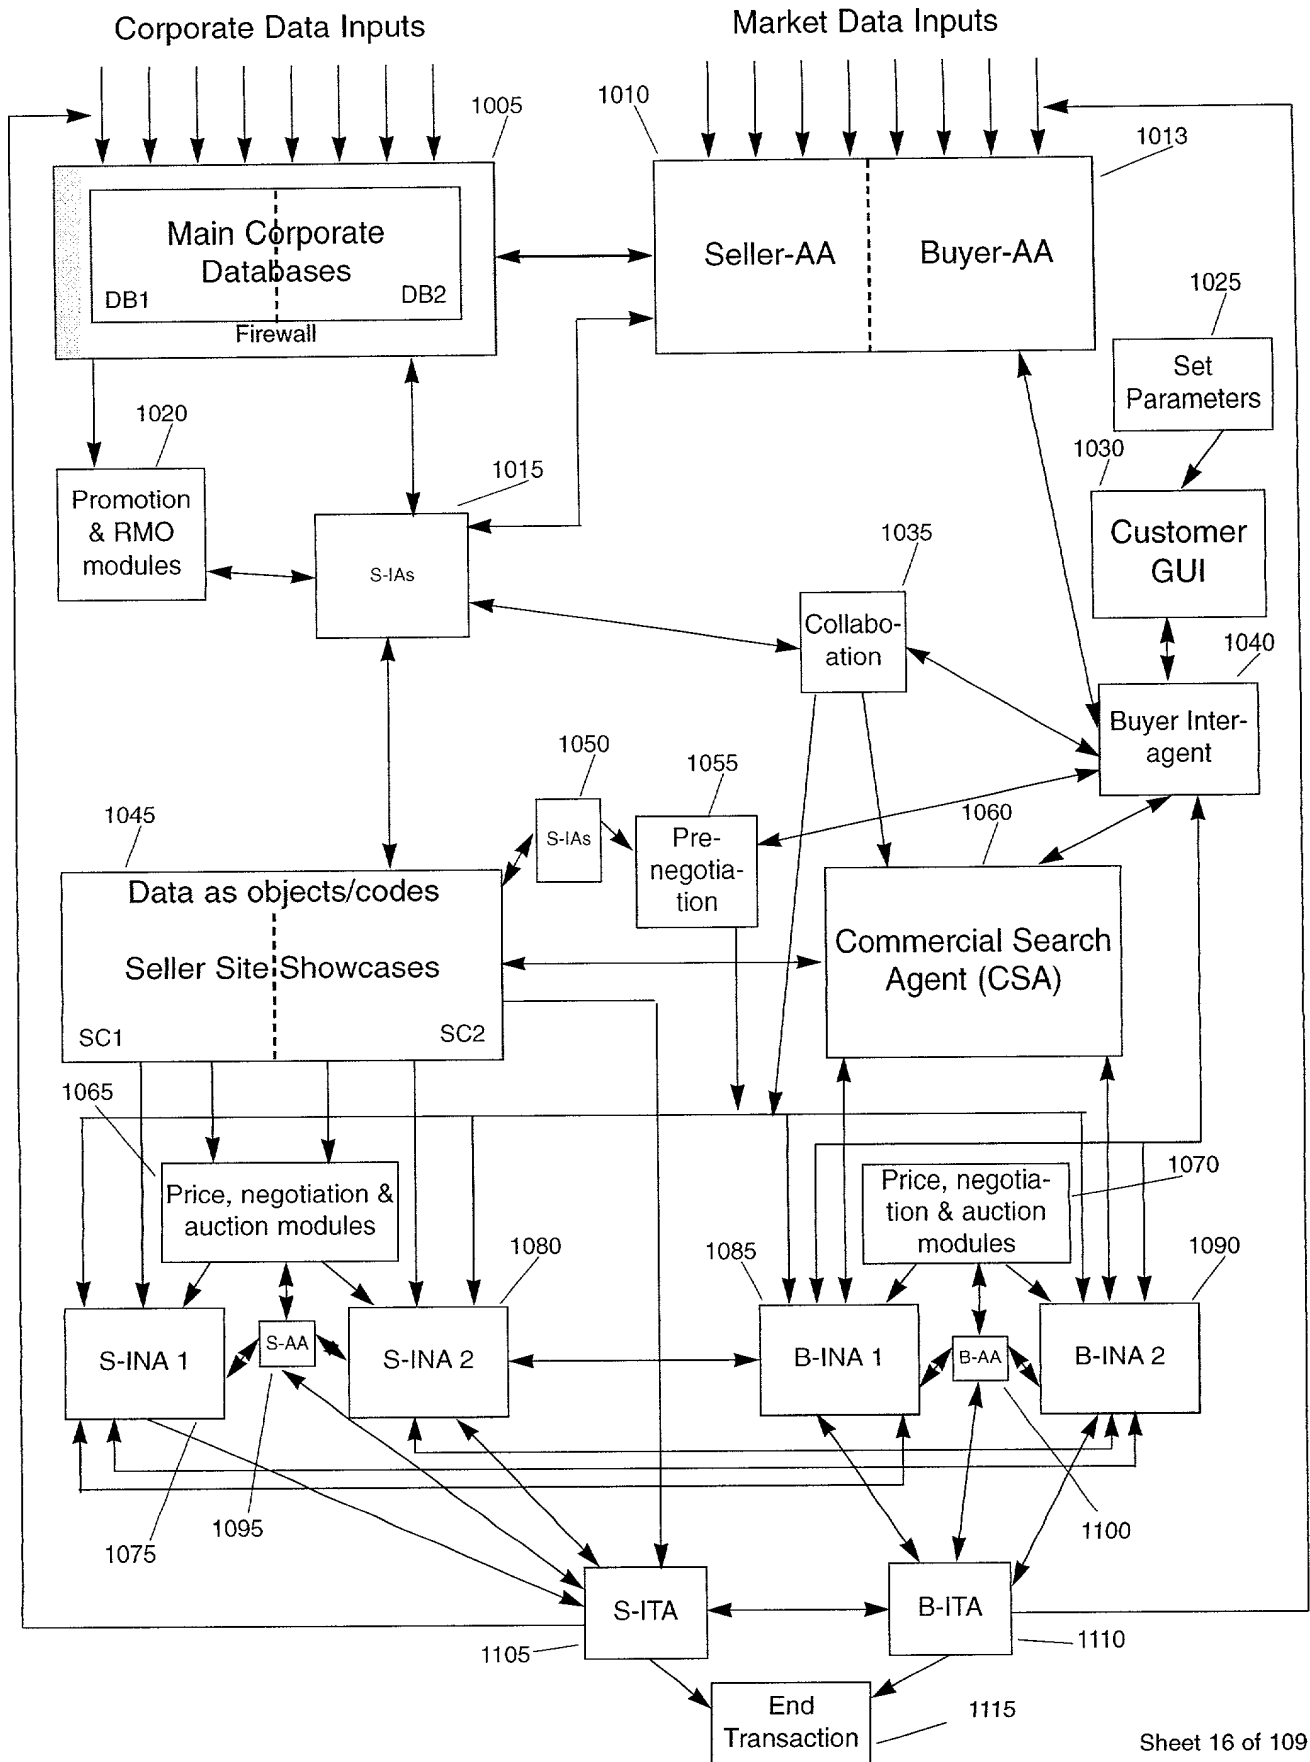 Corporate Data Inputs
Market Data Inputs
1005
1010
1013
Main Corporate
Databases
DB1
DB2
Firewall
Seller-AA
Buyer-AA
1025
Set
Parameters
1020
Promotion
& RMO
modules
1015
S-IAs
1030
Customer
GUI
1035
Collabo-
ation
1040
Buyer Inter-
agent
1045
Data as objects/codes
Seller Site Showcases
SC1
SC2
1050
S-IAs
1055
Pre-
negotia-
tion
1060
Commercial Search
Agent (CSA)
1065
Price, negotiation &
auction modules
1070
Price, negotia-
tion & auction
modules
1080
1085
1090
S-INA 1
S-AA
S-INA 2
B-INA 1
B-AA
B-INA 2
1075
1095
1100
S-ITA
B-ITA
1105
1110
End
Transaction
1115
Sheet 16 of 109